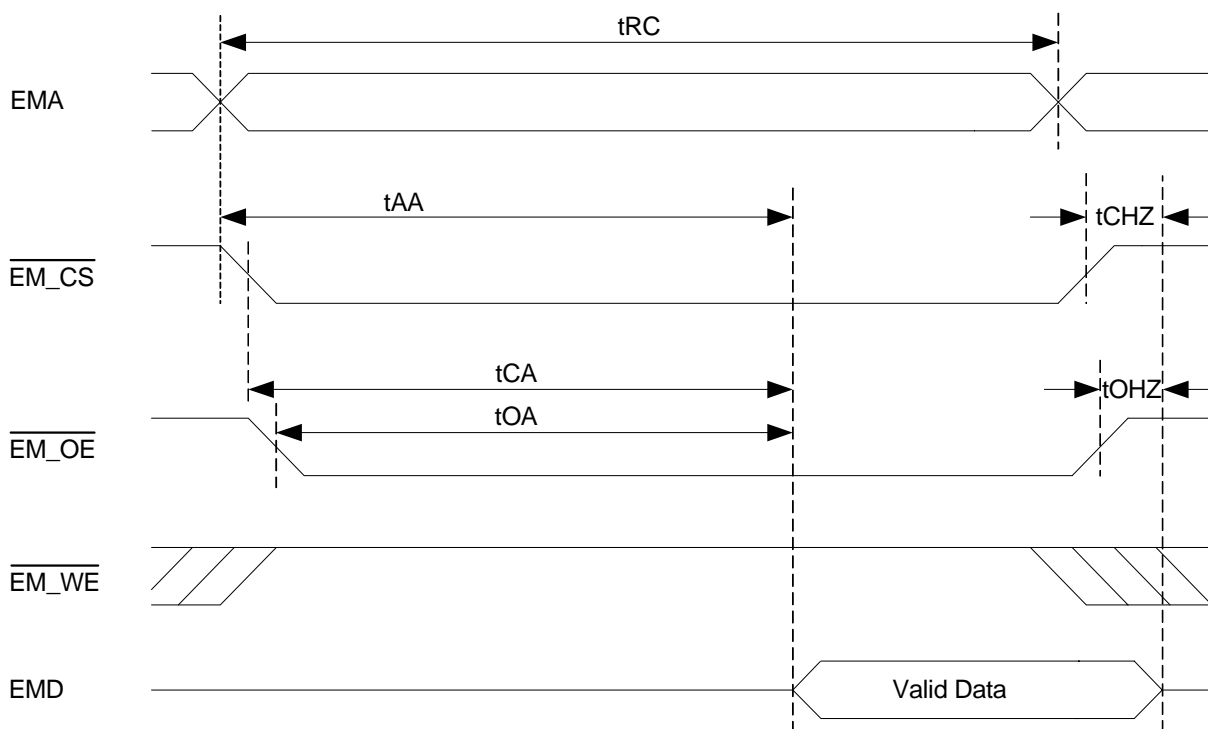 tRC
EMA
tAA
tCHZ
EM_CS
tCA
tOHZ
tOA
EM_OE
EM_WE
EMD
Valid Data